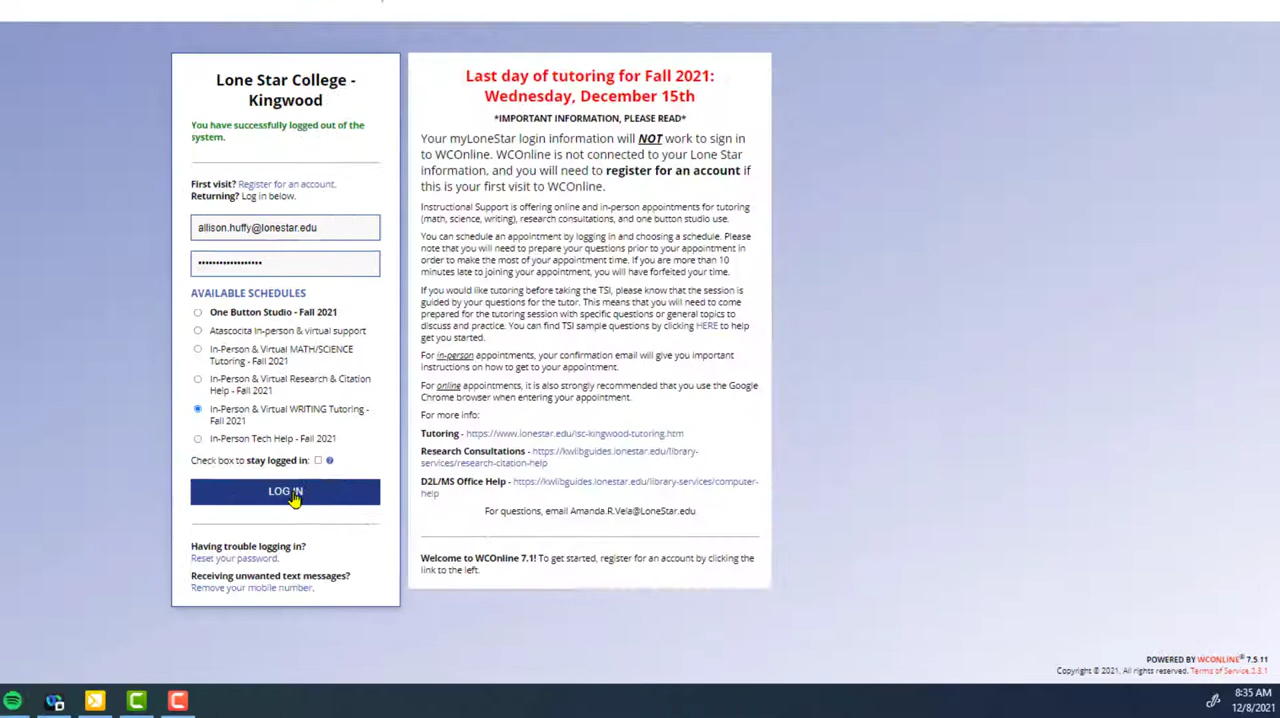 Lone Star College -
Kingwood
You have successfully logged out of the
system.
First visit? Register for an account.
Returning? Log in below.
allison.huffy@lonestar.edu
••••••••••••••••••
AVAILABLE SCHEDULES
One Button Studio - Fall 2021
Atascocita In-person & virtual support
In-Person & Virtual MATH/SCIENCE
Tutoring - Fall 2021
In-Person & Virtual Research & Citation
Help - Fall 2021
In-Person & Virtual WRITING Tutoring -
Fall 2021
In-Person Tech Help - Fall 2021
Check box to stay logged in:
LOG IN
Having trouble logging in?
Reset your password.
Receiving unwanted text messages?
Remove your mobile number.
Last day of tutoring for Fall 2021:
Wednesday, December 15th
*IMPORTANT INFORMATION, PLEASE READ*
Your myLoneStar login information will NOT work to sign in
to WCOnline. WCOnline is not connected to your Lone Star
information, and you will need to register for an account if
this is your first visit to WCOnline.
Instructional Support is offering online and in-person appointments for tutoring
(math, science, writing), research consultations, and one button studio use.
You can schedule an appointment by logging in and choosing a schedule. Please
note that you will need to prepare your questions prior to your appointment in
order to make the most of your appointment time. If you are more than 10
minutes late to joining your appointment, you will have forfeited your time.
If you would like tutoring before taking the TSI, please know that the session is
guided by your questions for the tutor. This means that you will need to come
prepared for the tutoring session with specific questions or general topics to
discuss and practice. You can find TSI sample questions by clicking HERE to help
get you started.
For in-person appointments, your confirmation email will give you important
instructions on how to get to your appointment.
For online appointments, it is also strongly recommended that you use the Google
Chrome browser when entering your appointment.
For more info:
Tutoring - https://www.lonestar.edu/lsc-kingwood-tutoring.htm
Research Consultations - https://kwlibguides.lonestar.edu/library-
services/research-citation-help
D2L/MS Office Help - https://kwlibguides.lonestar.edu/library-services/computer-
help
For questions, email Amanda.R.Vela@LoneStar.edu
Welcome to WCOnline 7.1! To get started, register for an account by clicking the
link to the left.
POWERED BY WCONLINE® 7.5.11
Copyright © 2021, All rights reserved. Terms of Service.2.3.1
8:35 AM
12/8/2021